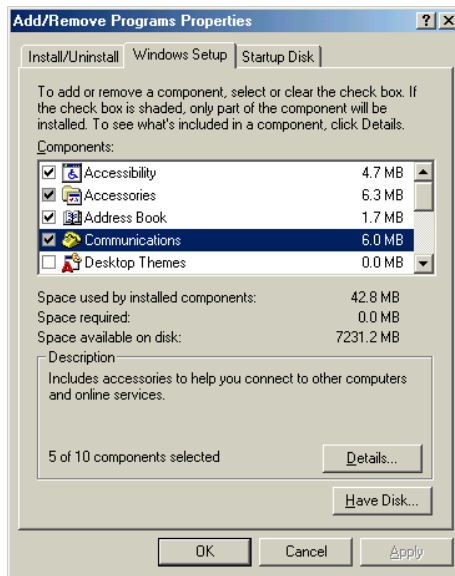 Add/Remove Programs Properties
Install/Uninstall Windows Setup Startup Disk
To add or remove a component, select or clear the check box. If
the check box is shaded, only part of the component will be
installed. To see what's included in a component, click Details.
Components:
Accessibility 4.7 MB
Accessories 6.3 MB
Address Book 1.7 MB
Communications 6.0 MB
Desktop Themes 0.0 MB
Space used by installed components: 42.8 MB
Space required: 0.0 MB
Space available on disk: 7231.2 MB
Description
Includes accessories to help you connect to other computers
and online services.
5 of 10 components selected Details...
Have Disk...
OK Cancel Apply